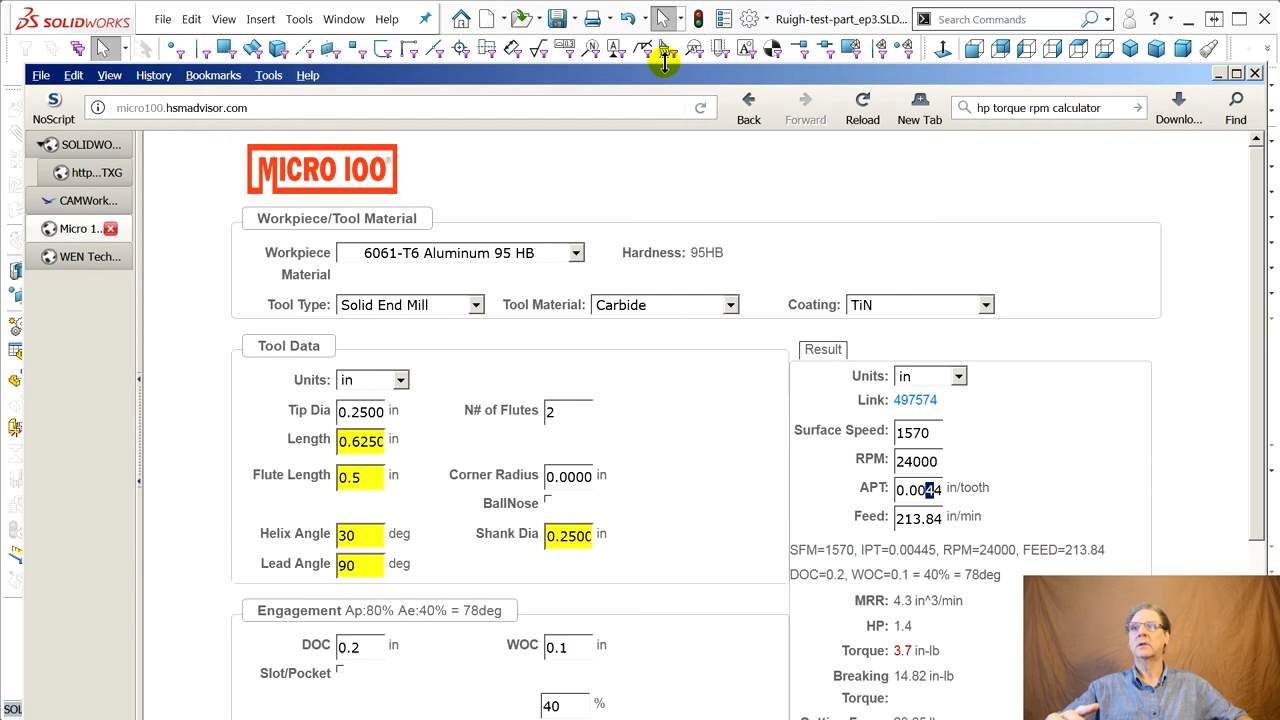 SOLIDWORKS File Edit View Insert Tools Window Help Ruigh-test-part_ep3.SLD... Search Commands ?
File Edit View History Bookmarks Tools Help
NoScript micro100.hsmadvisor.com Back Forward Reload New Tab hp torque rpm calculator Downlo... Find
SOLIDWO...
http...TXG
CAMWork...
Micro 1...
WEN Tech...
MICRO 100®
Workpiece/Tool Material
Workpiece Material 6061-T6 Aluminum 95 HB Hardness: 95HB
Tool Type: Solid End Mill Tool Material: Carbide Coating: TiN
Tool Data
Units: in
Tip Dia 0.2500 in N# of Flutes 2
Length 0.6250 in
Flute Length 0.5 in Corner Radius 0.0000 in
BallNose
Helix Angle 30 deg Shank Dia 0.2500 in
Lead Angle 90 deg
Engagement Ap:80% Ae:40% = 78deg
DOC 0.2 in WOC 0.1 in
Slot/Pocket
40 %
Result
Units: in
Link: 497574
Surface Speed: 1570
RPM: 24000
APT: 0.0044 in/tooth
Feed: 213.84 in/min
SFM=1570, IPT=0.00445, RPM=24000, FEED=213.84
DOC=0.2, WOC=0.1 = 40% = 78deg
MRR: 4.3 in^3/min
HP: 1.4
Torque: 3.7 in-lb
Breaking Torque: 14.82 in-lb
SOL